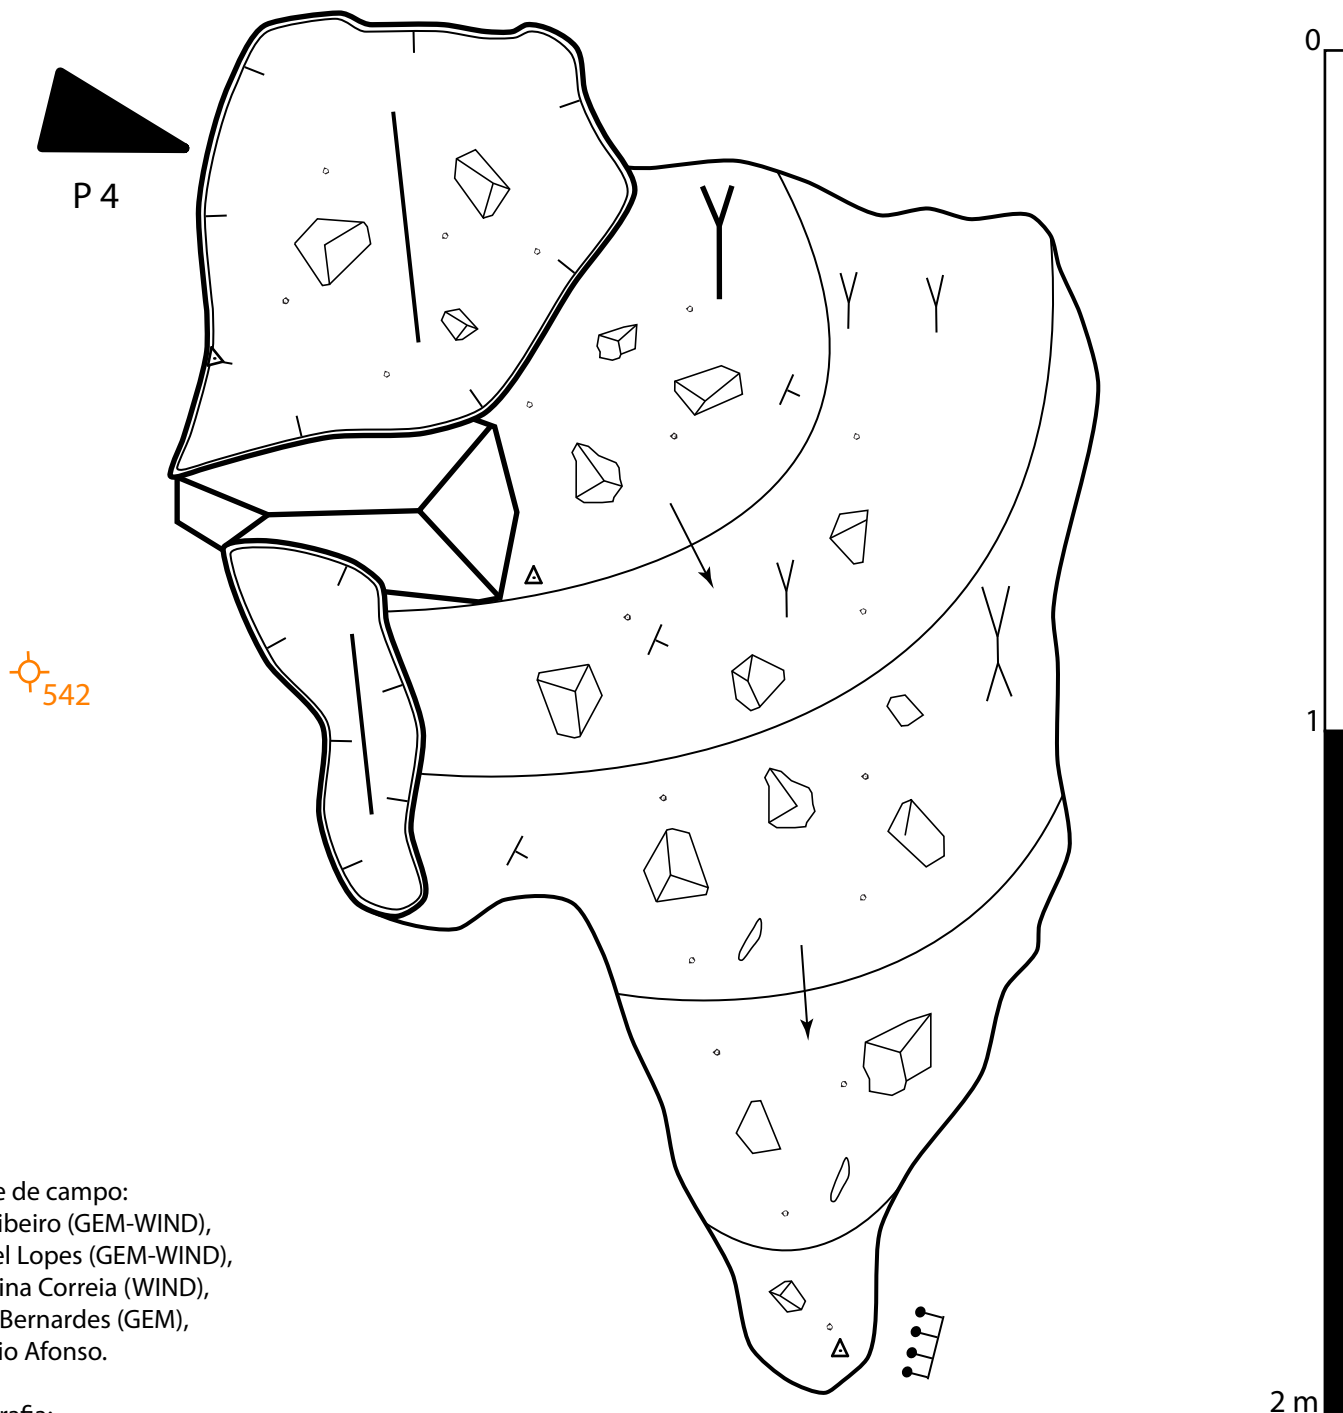 0
P 4
542
1
e de campo:
ibeiro (GEM-WIND),
el Lopes (GEM-WIND),
ina Correia (WIND),
Bernardes (GEM),
io Afonso.
2 m